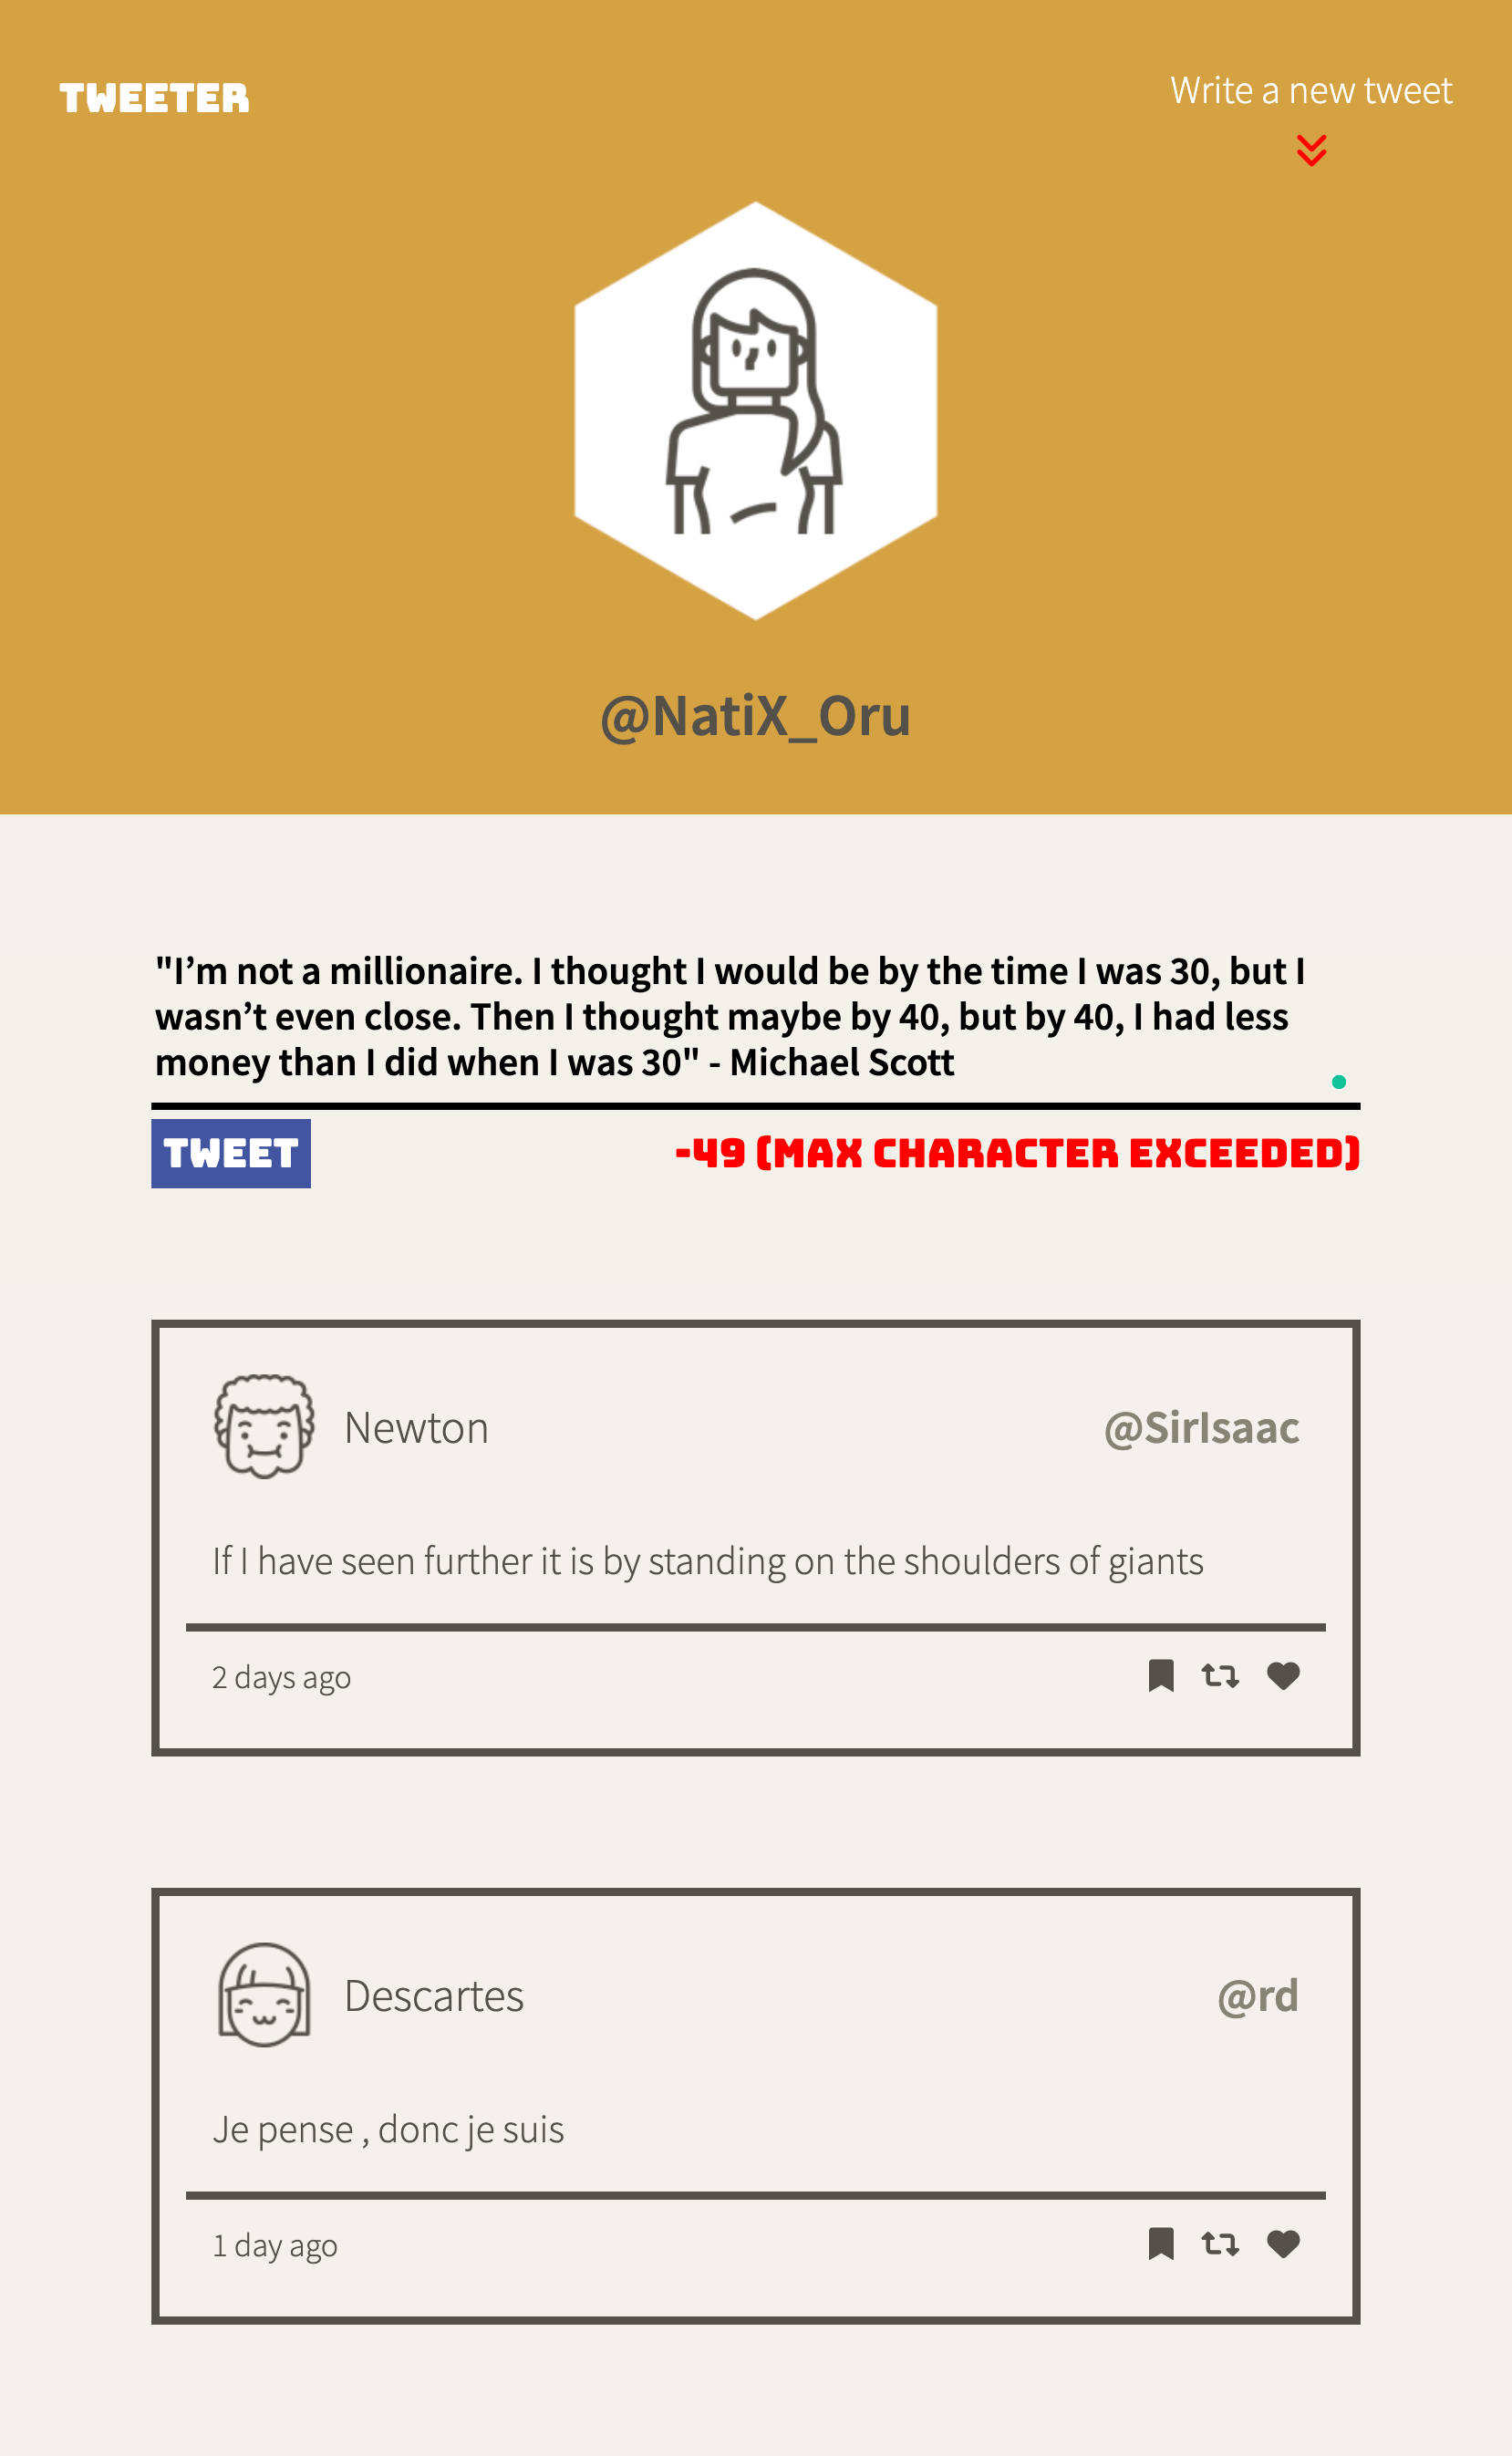 TWEETER
Write a new tweet
@NatiX_Oru
"I’m not a millionaire. I thought I would be by the time I was 30, but I
wasn’t even close. Then I thought maybe by 40, but by 40, I had less
money than I did when I was 30" - Michael Scott
TWEET
-49 (MAX CHARACTER EXCEEDED)
Newton
@SirIsaac
If I have seen further it is by standing on the shoulders of giants
2 days ago
Descartes
@rd
Je pense , donc je suis
1 day ago